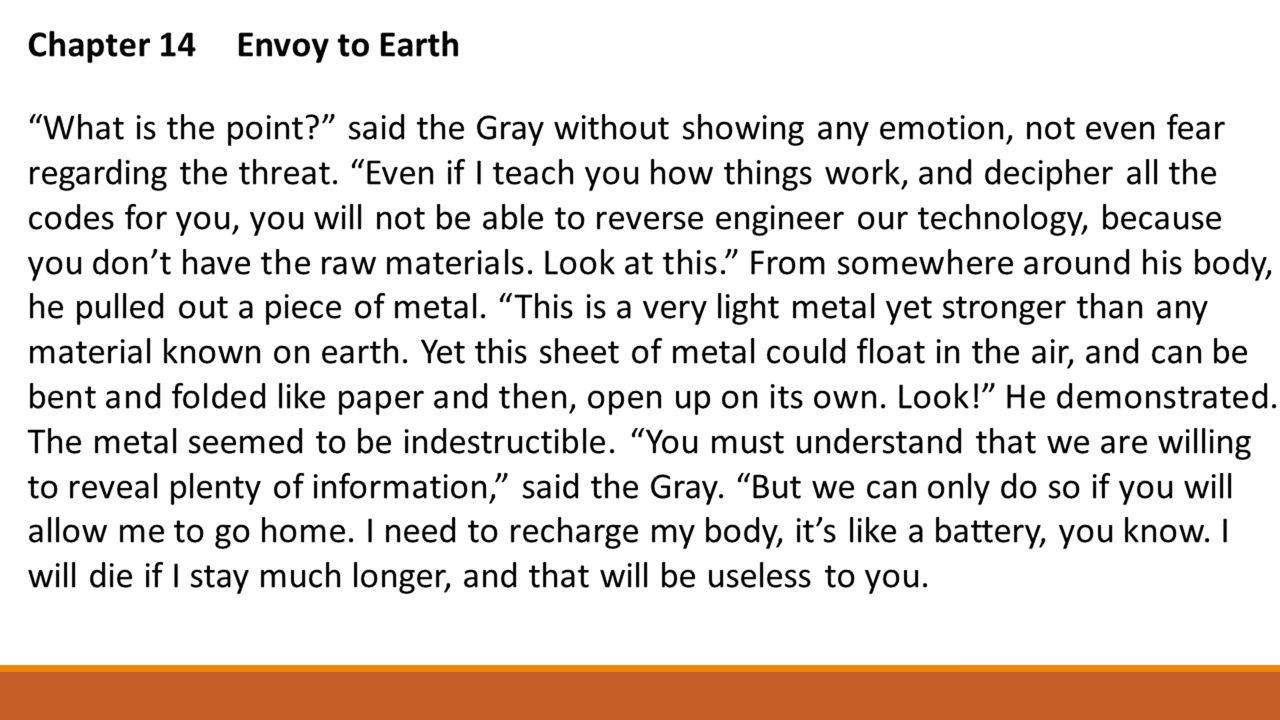 Chapter 14 Envoy to Earth
“What is the point?” said the Gray without showing any emotion, not even fear
regarding the threat. “Even if I teach you how things work, and decipher all the
codes for you, you will not be able to reverse engineer our technology, because
you don’t have the raw materials. Look at this.” From somewhere around his body,
he pulled out a piece of metal. “This is a very light metal yet stronger than any
material known on earth. Yet this sheet of metal could float in the air, and can be
bent and folded like paper and then, open up on its own. Look!” He demonstrated.
The metal seemed to be indestructible. “You must understand that we are willing
to reveal plenty of information,” said the Gray. “But we can only do so if you will
allow me to go home. I need to recharge my body, it’s like a battery, you know. I
will die if I stay much longer, and that will be useless to you.